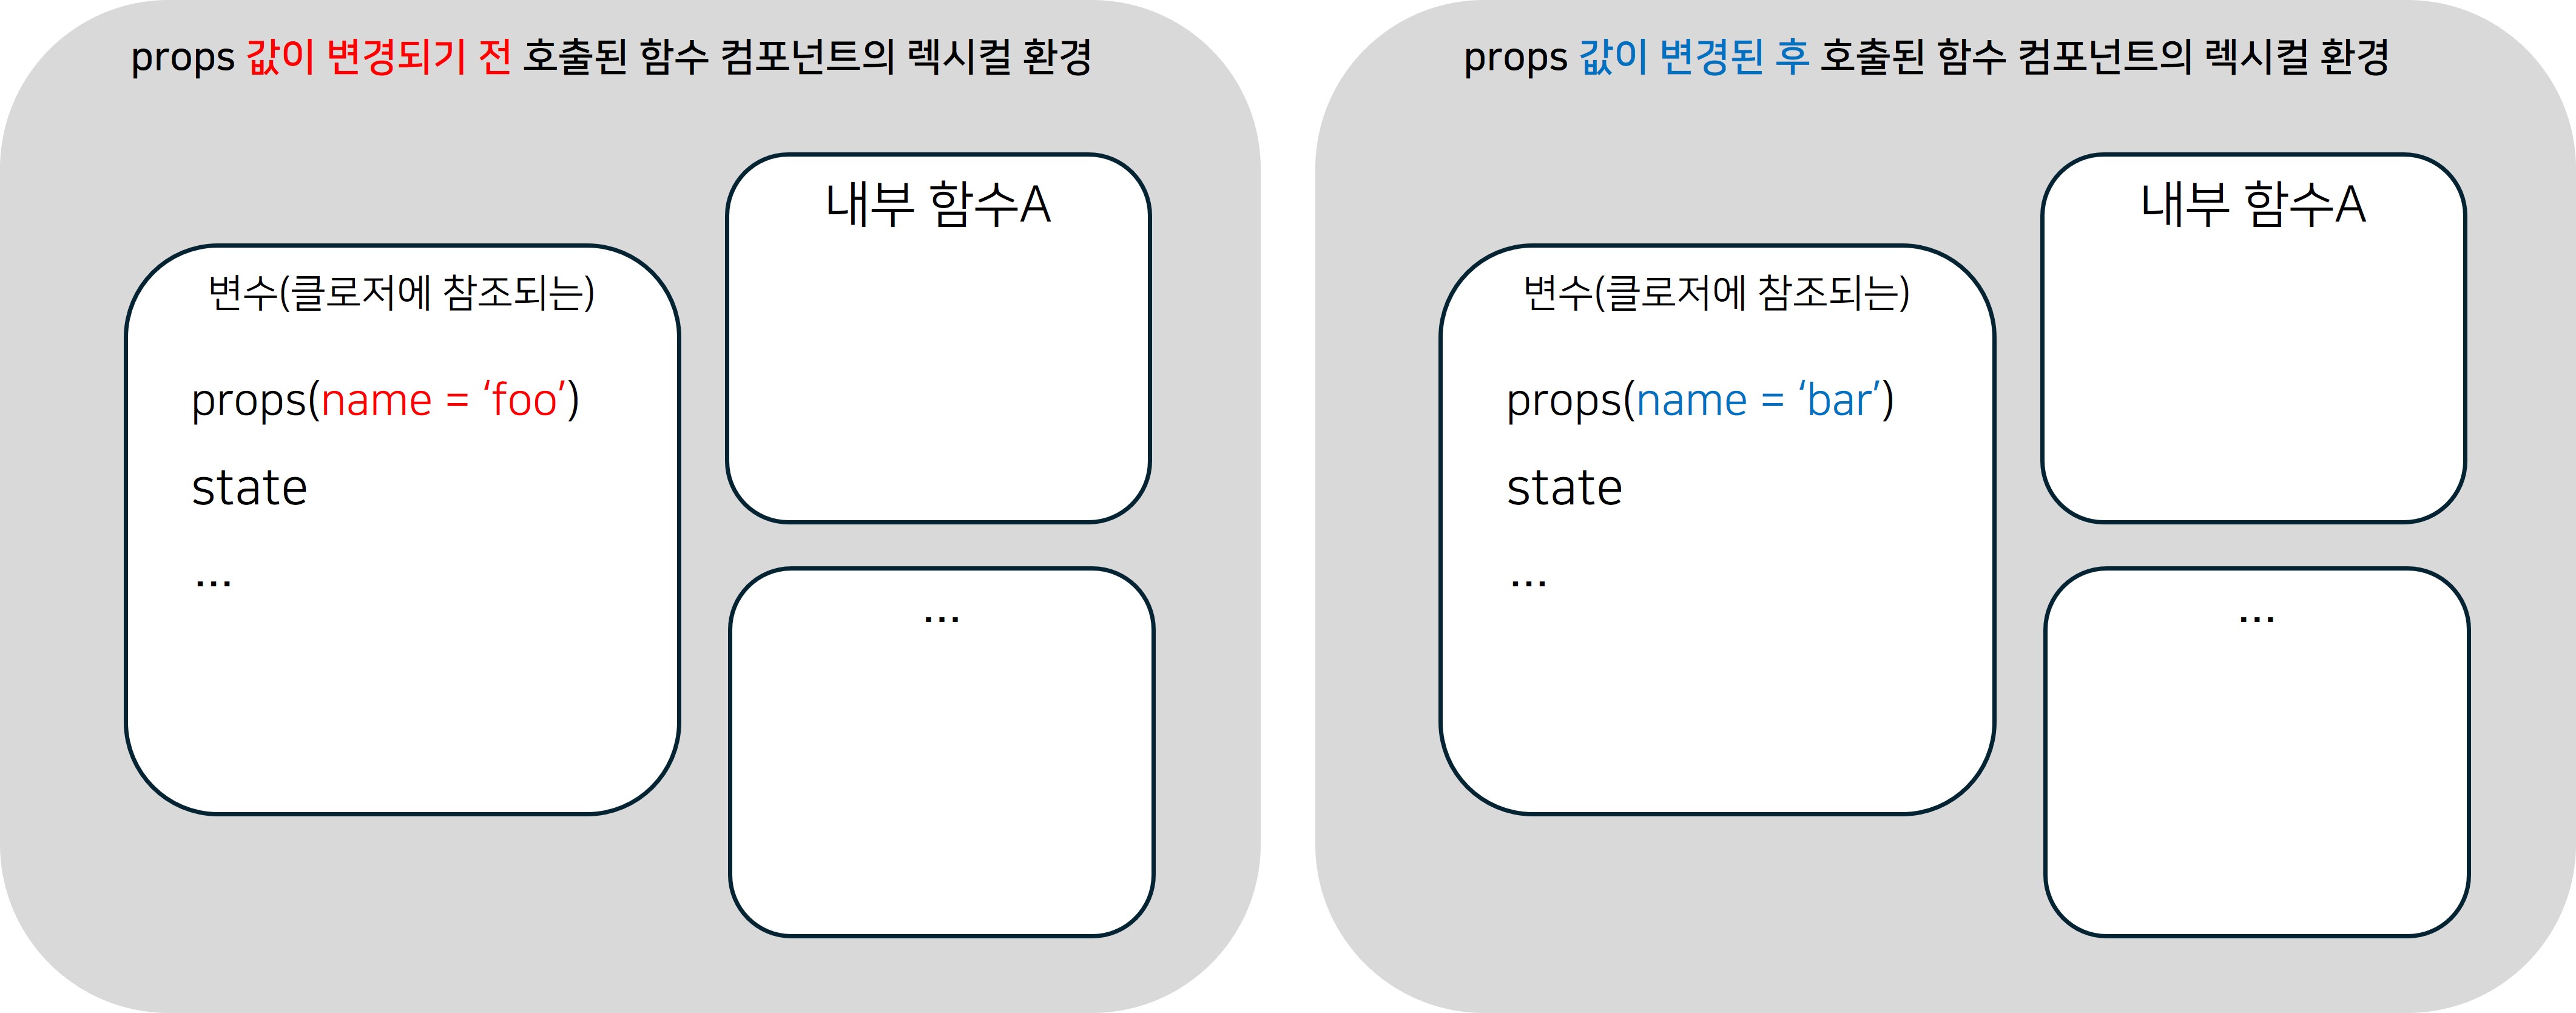 props 값이 변경되기 전 호출된 함수 컴포넌트의 렉시컬 환경
변수(클로저에 참조되는)
props(name = ‘foo’)
state
...
내부 함수A
...
props 값이 변경된 후 호출된 함수 컴포넌트의 렉시컬 환경
변수(클로저에 참조되는)
props(name = ‘bar’)
state
...
내부 함수A
...